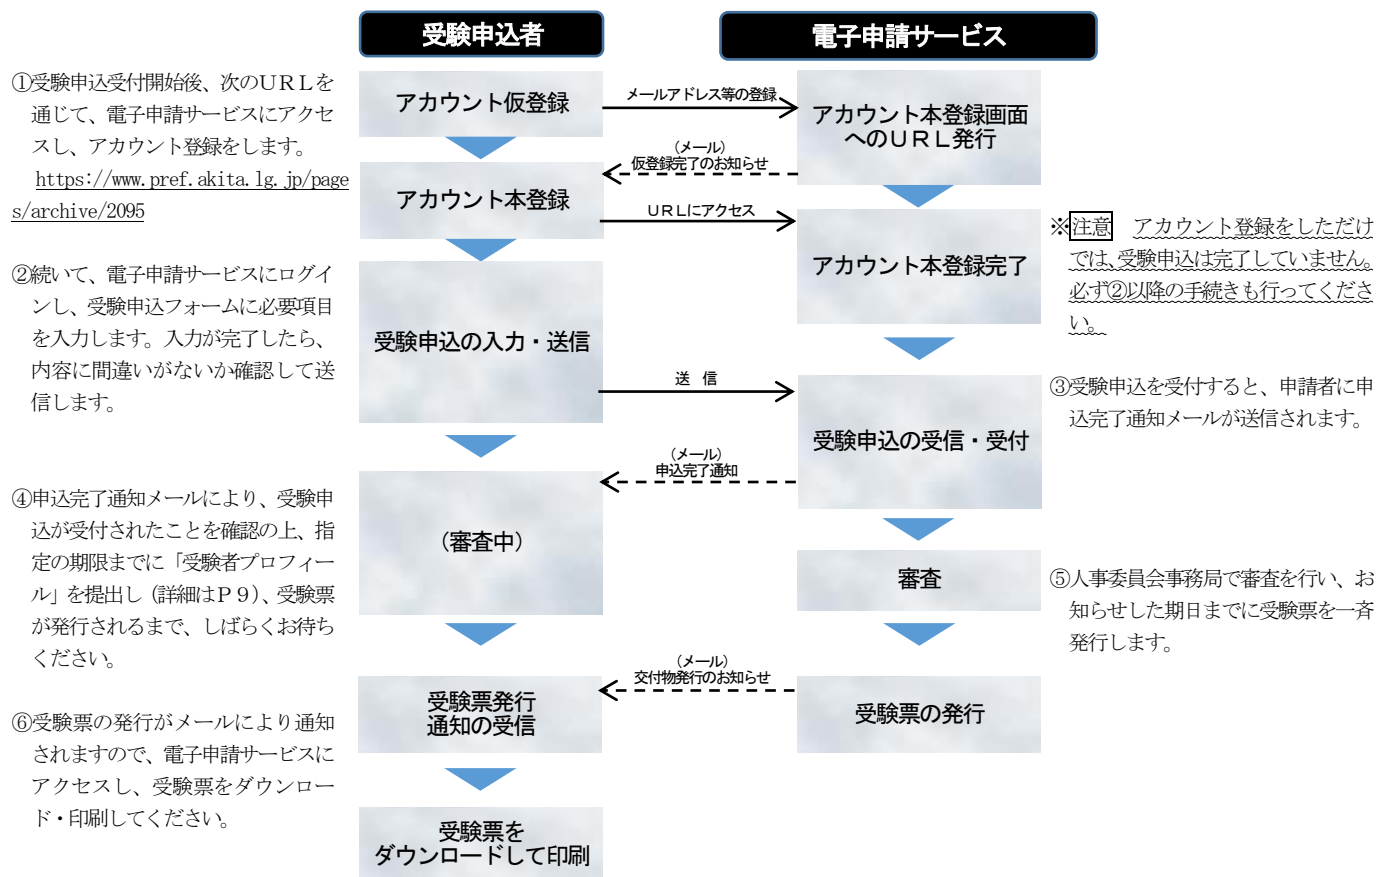 受験申込者
電子申請サービス
①受験申込受付開始後、次のＵＲＬを
通じて、電子申請サービスにアクセ
スし、アカウント登録をします。
https://www.pref.akita.lg.jp/page
s/archive/2095
アカウント仮登録
メールアドレス等の登録
アカウント本登録画面
へのＵＲＬ発行
（メール）
仮登録完了のお知らせ
アカウント本登録
ＵＲＬにアクセス
アカウント本登録完了
※注意　アカウント登録をしただけ
では、受験申込は完了していません。
必ず②以降の手続きも行ってくださ
い。
②続いて、電子申請サービスにログイ
ンし、受験申込フォームに必要項目
を入力します。入力が完了したら、
内容に間違いがないか確認して送
信します。
受験申込の入力・送信
送　信
受験申込の受信・受付
③受験申込を受付すると、申請者に申
込完了通知メールが送信されます。
（メール）
申込完了通知
④申込完了通知メールにより、受験申
込が受付されたことを確認の上、指
定の期限までに「受験者プロフィー
ル」を提出し（詳細はＰ９）、受験票
が発行されるまで、しばらくお待ち
ください。
（審査中）
審査
⑤人事委員会事務局で審査を行い、お
知らせした期日までに受験票を一斉
発行します。
（メール）
交付物発行のお知らせ
受験票発行
通知の受信
受験票の発行
⑥受験票の発行がメールにより通知
されますので、電子申請サービスに
アクセスし、受験票をダウンロー
ド・印刷してください。
受験票を
ダウンロードして印刷